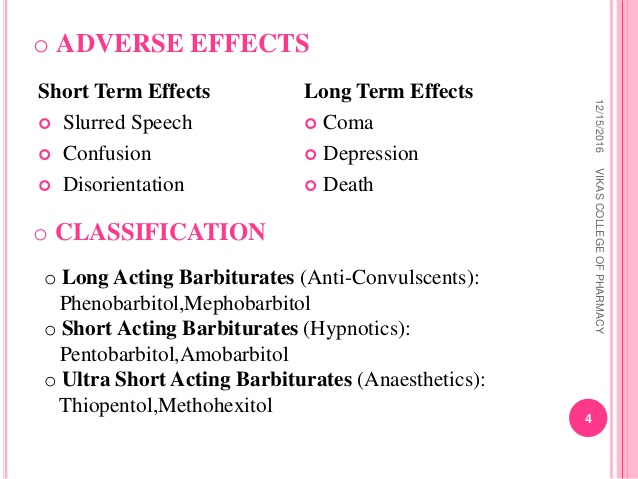 ADVERSE EFFECTS
Short Term Effects
Slurred Speech
Confusion
Disorientation
Long Term Effects
Coma
Depression
Death
CLASSIFICATION
Long Acting Barbiturates (Anti-Convulscents):
Phenobarbitol,Mephobarbitol
Short Acting Barbiturates (Hypnotics):
Pentobarbitol,Amobarbitol
Ultra Short Acting Barbiturates (Anaesthetics):
Thiopentol,Methohexitol
12/15/2016 VIKAS COLLEGE OF PHARMACY
4